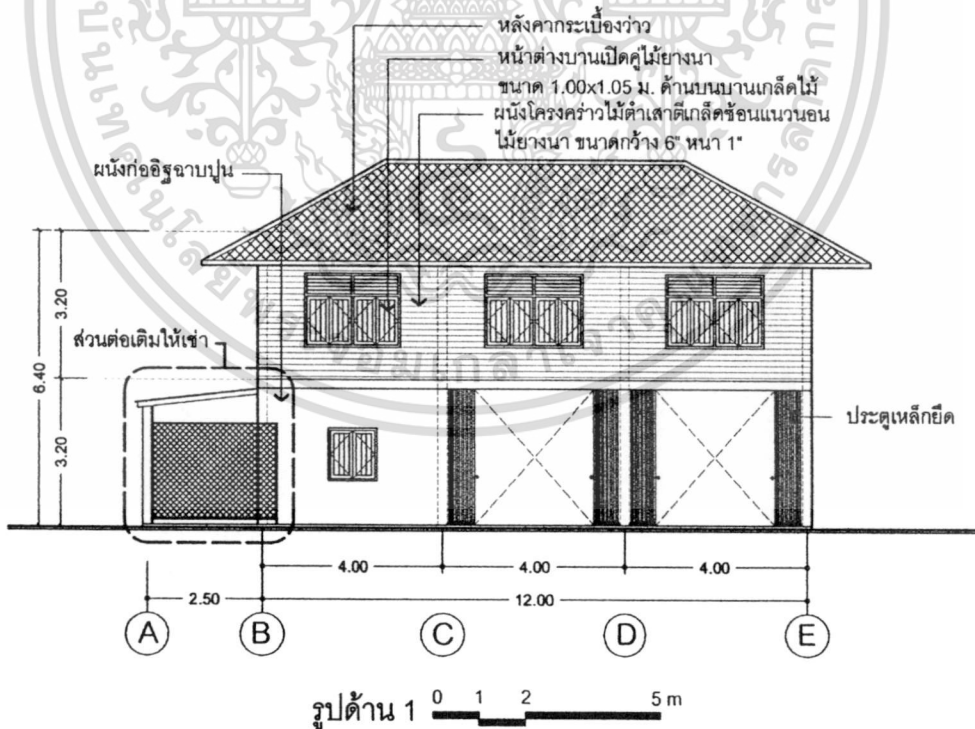 หลังคากระเบื้องว่าว
หน้าต่างบานเปิดคู่ไม้ยางนา
ขนาด 1.00x1.05 ม. ด้านบนบานเกล็ดไม้
ผนังโครงคร่าวไม้ตำเสาตีเกล็ดซ้อนแนวนอน
ไม้ยางนา ขนาดกว้าง 6" หนา 1"
ผนังก่ออิฐฉาบปูน
3.20
ส่วนต่อเติมให้เช่า
6.40
3.20
ประตูเหล็กยืด
4.00 4.00 4.00
2.50 12.00
A B C D E
รูปด้าน 1 0 1 2 5 m